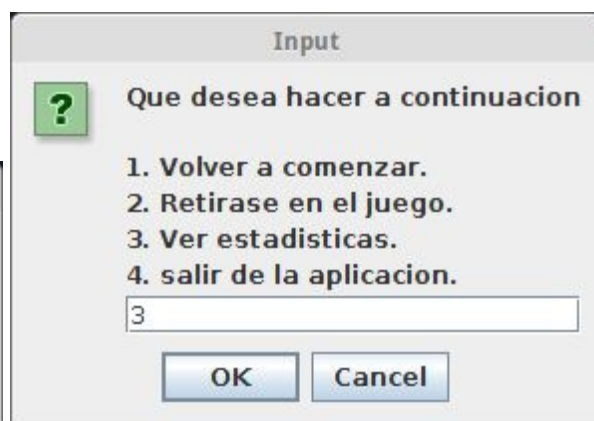 Input
Que desea hacer a continuacion
1. Volver a comenzar.
2. Retirase en el juego.
3. Ver estadisticas.
4. salir de la aplicacion.
3
OK Cancel